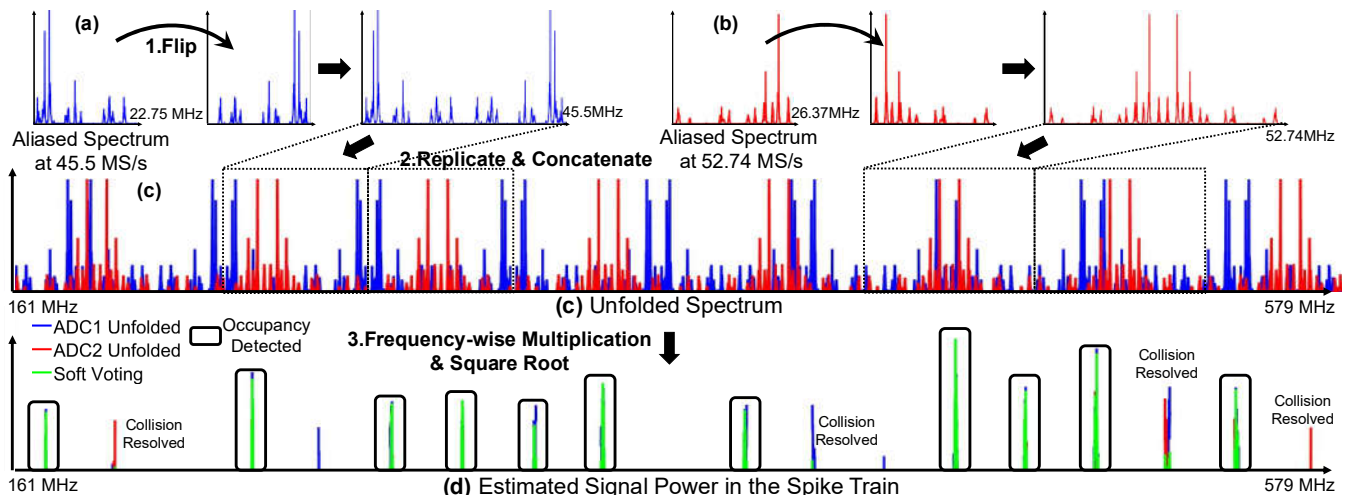 (a)
1.Flip
22.75 MHz
45.5MHz
Aliased Spectrum
at 45.5 MS/s
(b)
26.37MHz
52.74MHz
Aliased Spectrum
at 52.74 MS/s
2.Replicate & Concatenate
(c)
161 MHz
(c) Unfolded Spectrum
579 MHz
ADC1 Unfolded
ADC2 Unfolded
Soft Voting
Occupancy
Detected
3.Frequency-wise Multiplication
& Square Root
Collision
Resolved
Collision
Resolved
Collision
Resolved
Collision
Resolved
161 MHz
(d) Estimated Signal Power in the Spike Train
579 MHz